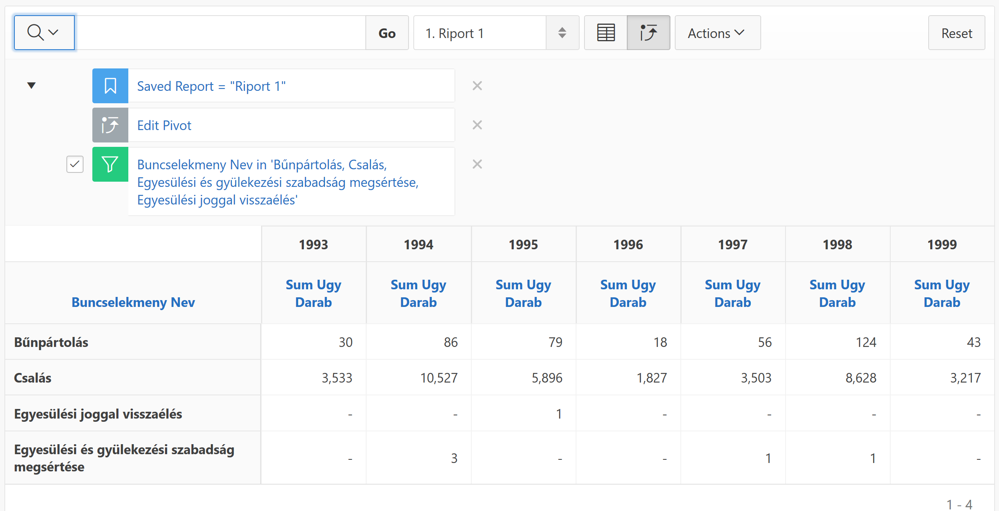 Go
1. Riport 1
Actions
Reset
Saved Report = "Riport 1"
Edit Pivot
Buncselekmeny Nev in 'Bűnpártolás, Csalás,
Egyesülési és gyülekezési szabadság megsértése,
Egyesülési joggal visszaélés'
1993 1994 1995 1996 1997 1998 1999
Sum Ugy Sum Ugy Sum Ugy Sum Ugy Sum Ugy Sum Ugy Sum Ugy
Buncselekmeny Nev Darab Darab Darab Darab Darab Darab Darab
Bűnpártolás 30 86 79 18 56 124 43
Csalás 3,533 10,527 5,896 1,827 3,503 8,628 3,217
Egyesülési joggal visszaélés - - 1 - - - -
Egyesülési és gyülekezési szabadság
megsértése - 3 - - 1 1 -
1 - 4